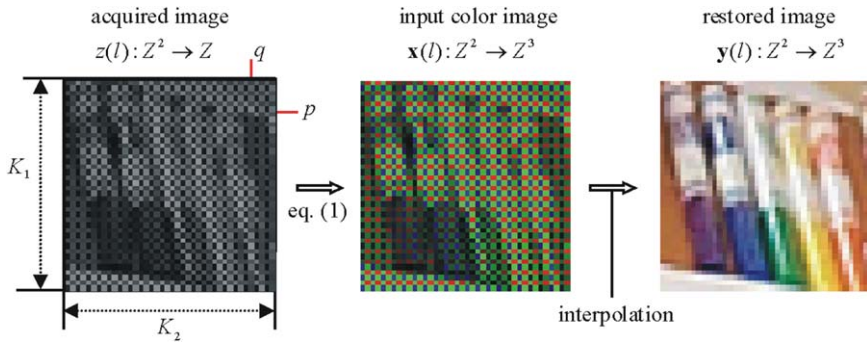 acquired image
z(l) : Z² → Z
q
p
K₁
K₂
eq. (1)
input color image
x(l) : Z² → Z³
interpolation
restored image
y(l) : Z² → Z³